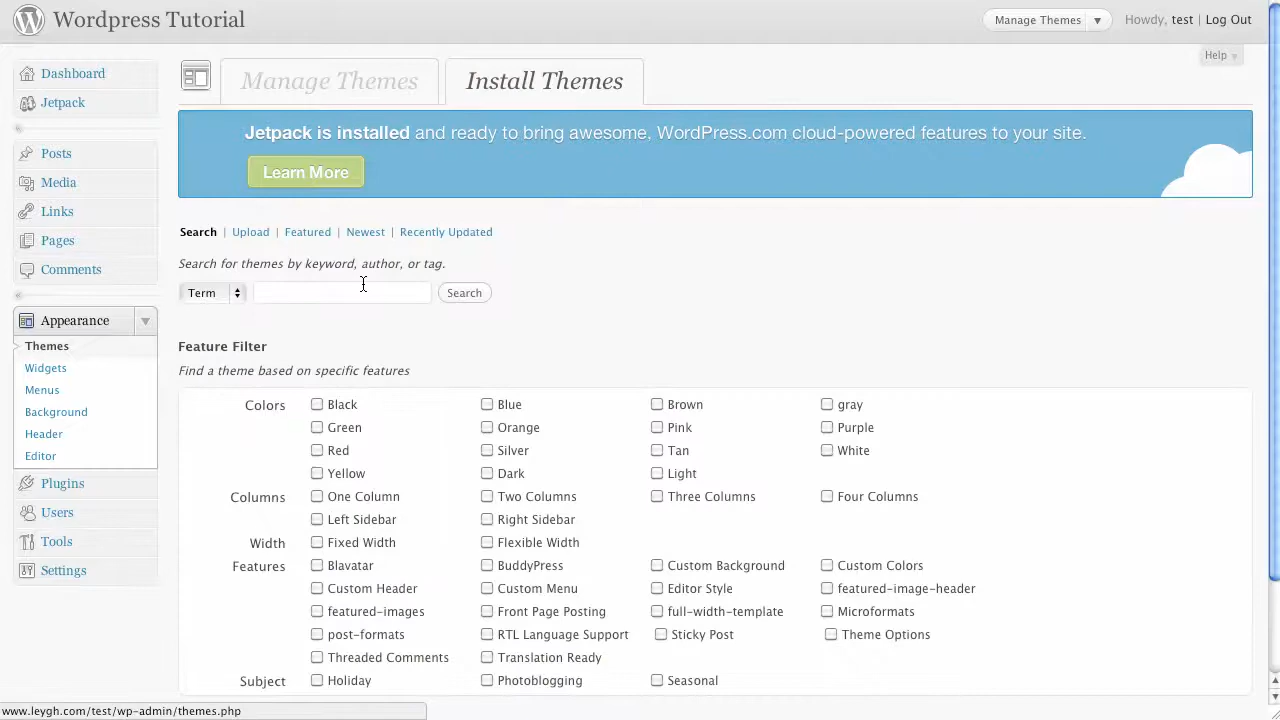 Wordpress Tutorial
Manage Themes
Howdy, test | Log Out
Help
Dashboard
Jetpack
Posts
Media
Links
Pages
Comments
Appearance
Themes
Widgets
Menus
Background
Header
Editor
Plugins
Users
Tools
Settings
Manage Themes
Install Themes
Jetpack is installed and ready to bring awesome, WordPress.com cloud-powered features to your site.
Learn More
Search | Upload | Featured | Newest | Recently Updated
Search for themes by keyword, author, or tag.
Term
Search
Feature Filter
Find a theme based on specific features
Colors Black Blue Brown gray
Green Orange Pink Purple
Red Silver Tan White
Yellow Dark Light
Columns One Column Two Columns Three Columns Four Columns
Left Sidebar Right Sidebar
Width Fixed Width Flexible Width
Features Blavatar BuddyPress Custom Background Custom Colors
Custom Header Custom Menu Editor Style featured-image-header
featured-images Front Page Posting full-width-template Microformats
post-formats RTL Language Support Sticky Post Theme Options
Threaded Comments Translation Ready
Subject Holiday Photoblogging Seasonal
www.leygh.com/test/wp-admin/themes.php